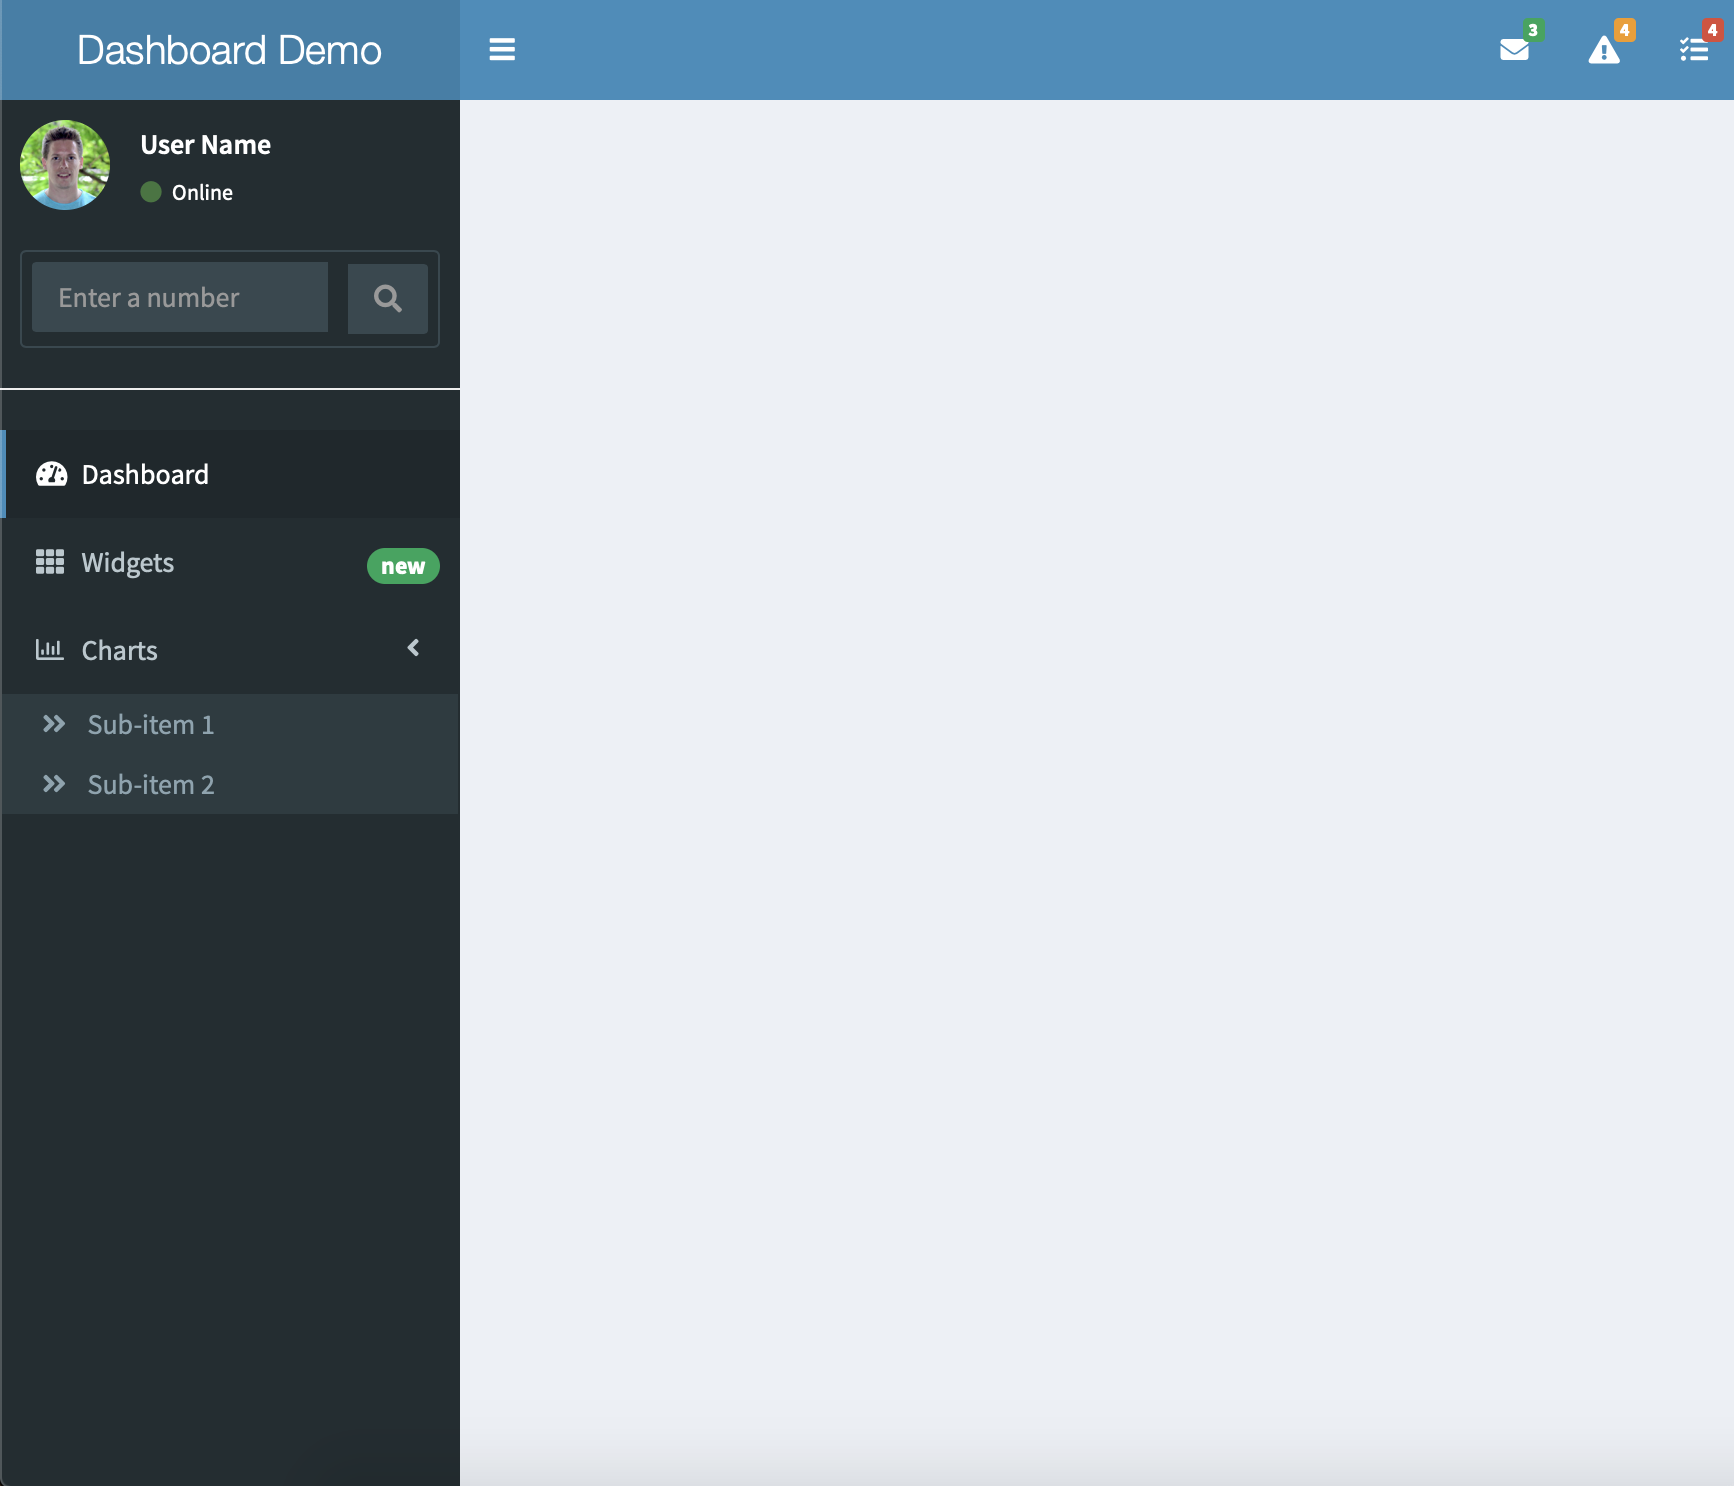 Dashboard Demo
3
4
4
User Name
Online
Enter a number
Dashboard
Widgets
new
Charts
Sub-item 1
Sub-item 2